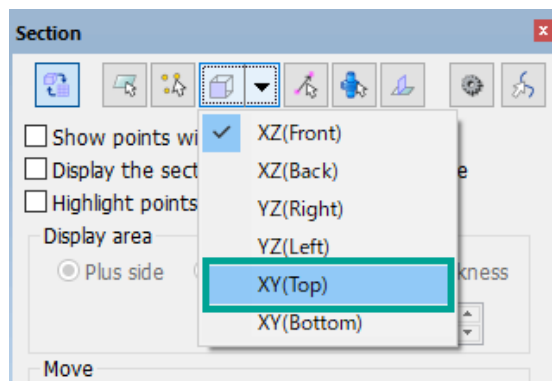 Section
Show points wi
Display the sect
e
Highlight points
Display area
Plus side
kness
XZ(Front)
XZ(Back)
YZ(Right)
YZ(Left)
XY(Top)
XY(Bottom)
Move